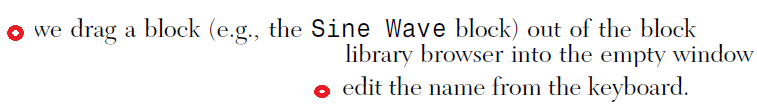 we drag a block (e.g., the Sine Wave block) out of the block
library browser into the empty window
edit the name from the keyboard.